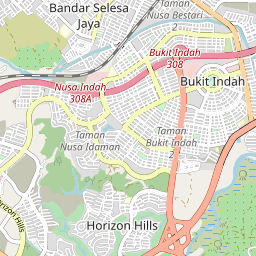 Bandar Selesa
Jaya
Taman
Nusa Bestari
2
Bukit Indah
308
Nusa Indah
308A
Bukit Indah
Taman
Nusa Idaman
Taman
Bukit Indah
2
Horizon Hills
Horizon Hills